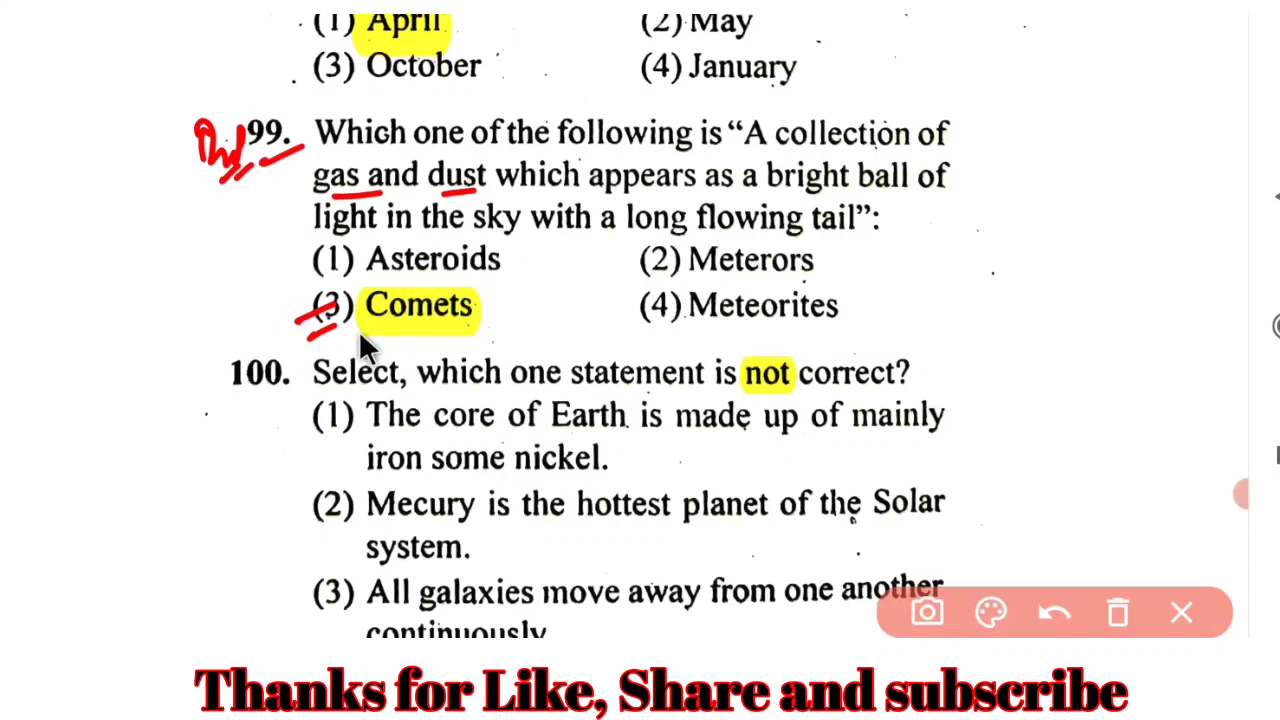 (1) April (2) May
(3) October (4) January
99. Which one of the following is “A collection of
gas and dust which appears as a bright ball of
light in the sky with a long flowing tail”:
(1) Asteroids (2) Meterors
(3) Comets (4) Meteorites
100. Select, which one statement is not correct?
(1) The core of Earth is made up of mainly
iron some nickel.
(2) Mecury is the hottest planet of the Solar
system.
(3) All galaxies move away from one another
continuously
Thanks for Like, Share and subscribe